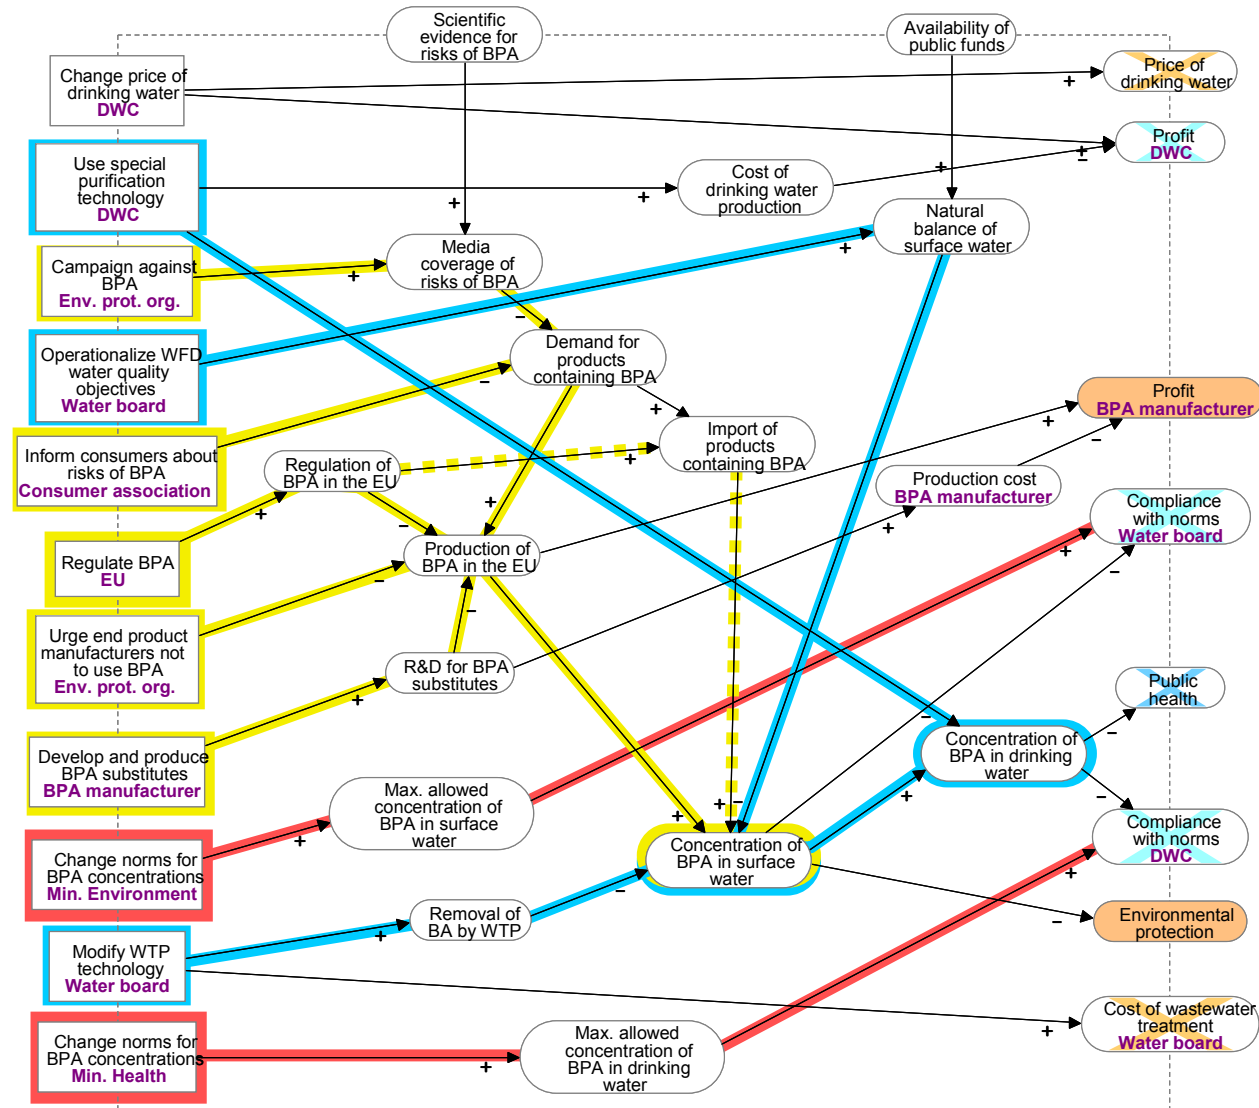 Scientific
evidence for
risks of BPA
Availability of
public funds
Change price of
drinking water
DWC
+
Price of
drinking water
Profit
DWC
+
−
Use special
purification
technology
DWC
+
Cost of
drinking water
production
+
+
Natural
balance of
surface water
+
Campaign against
BPA
Env. prot. org.
+
Media
coverage of
risks of BPA
−
Operationalize WFD
water quality
objectives
Water board
Demand for
products
containing BPA
−
+
Profit
BPA manufacturer
+
−
Inform consumers about
risks of BPA
Consumer association
Regulation of
BPA in the EU
+
Import of
products
containing BPA
Production cost
BPA manufacturer
+
Compliance
with norms
Water board
+
−
+
−
+
Regulate BPA
EU
Production of
BPA in the EU
−
−
Urge end product
manufacturers not
to use BPA
Env. prot. org.
R&D for BPA
substitutes
+
Public
health
−
Develop and produce
BPA substitutes
BPA manufacturer
−
Concentration of
BPA in drinking
water
−
+
Max. allowed
concentration of
BPA in surface
water
+
+
+
−
Compliance
with norms
DWC
+
Change norms for
BPA concentrations
Min. Environment
Concentration of
BPA in surface
water
−
Removal of
BA by WTP
+
Environmental
protection
−
Modify WTP
technology
Water board
Cost of wastewater
treatment
Water board
+
Change norms for
BPA concentrations
Min. Health
+
Max. allowed
concentration of
BPA in drinking
water